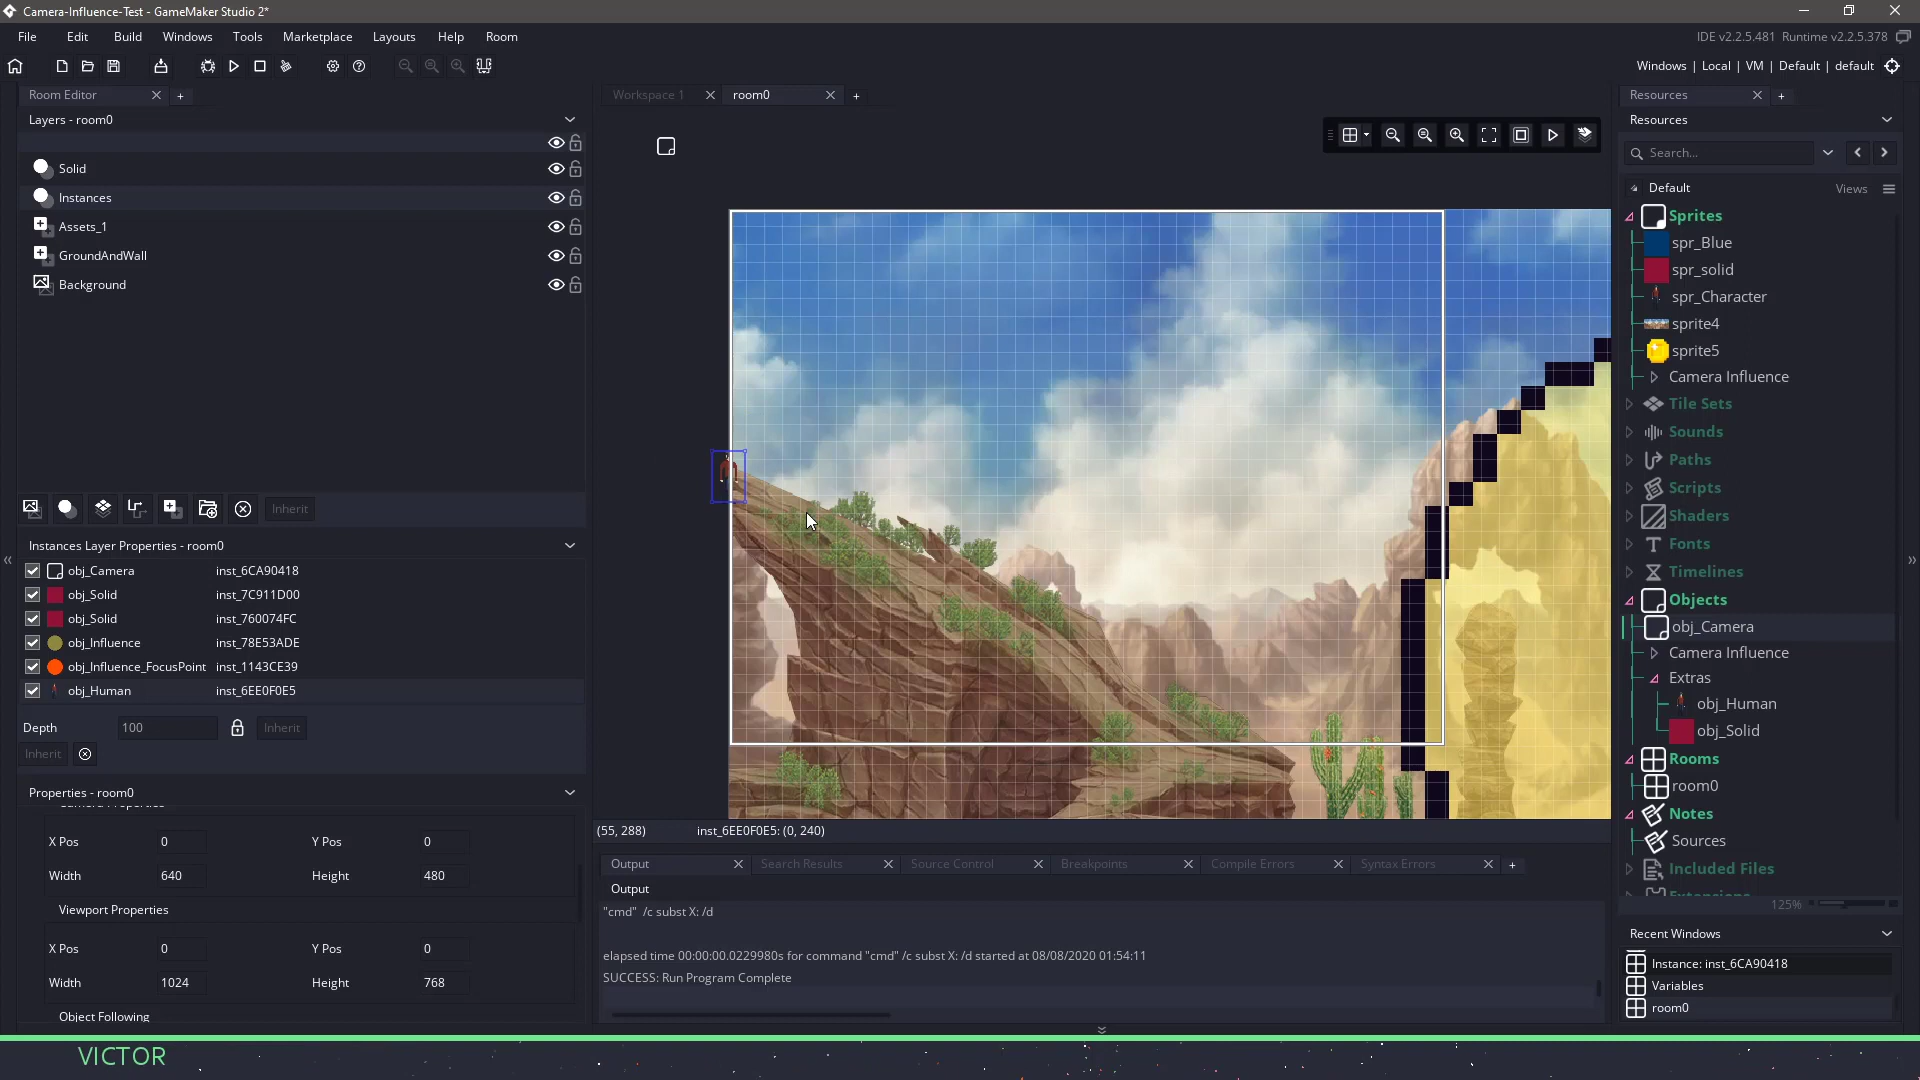 Camera-Influence-Test - GameMaker Studio 2*
File Edit Build Windows Tools Marketplace Layouts Help Room
IDE v2.2.5.481 Runtime v2.2.5.378
Windows | Local | VM | Default | default
Room Editor
Layers - room0
Solid
Instances
Assets_1
GroundAndWall
Background
Inherit
Instances Layer Properties - room0
obj_Camera inst_6CA90418
obj_Solid inst_7C911D00
obj_Solid inst_760074FC
obj_Influence inst_78E53ADE
obj_Influence_FocusPoint inst_1143CE39
obj_Human inst_6EE0F0E5
Depth 100 Inherit
Inherit
Properties - room0
Camera Properties
X Pos 0 Y Pos 0
Width 640 Height 480
Viewport Properties
X Pos 0 Y Pos 0
Width 1024 Height 768
Object Following
Workspace 1 room0
(55, 288) inst_6EE0F0E5: (0, 240)
Output Search Results Source Control Breakpoints Compile Errors Syntax Errors
Output
"cmd" /c subst X: /d
elapsed time 00:00:00.0229980s for command "cmd" /c subst X: /d started at 08/08/2020 01:54:11
SUCCESS: Run Program Complete
Resources
Resources
Search...
Default Views
Sprites
spr_Blue
spr_solid
spr_Character
sprite4
sprite5
Camera Influence
Tile Sets
Sounds
Paths
Scripts
Shaders
Fonts
Timelines
Objects
obj_Camera
Camera Influence
Extras
obj_Human
obj_Solid
Rooms
room0
Notes
Sources
Included Files
Extensions
125%
Recent Windows
Instance: inst_6CA90418
Variables
room0
VICTOR